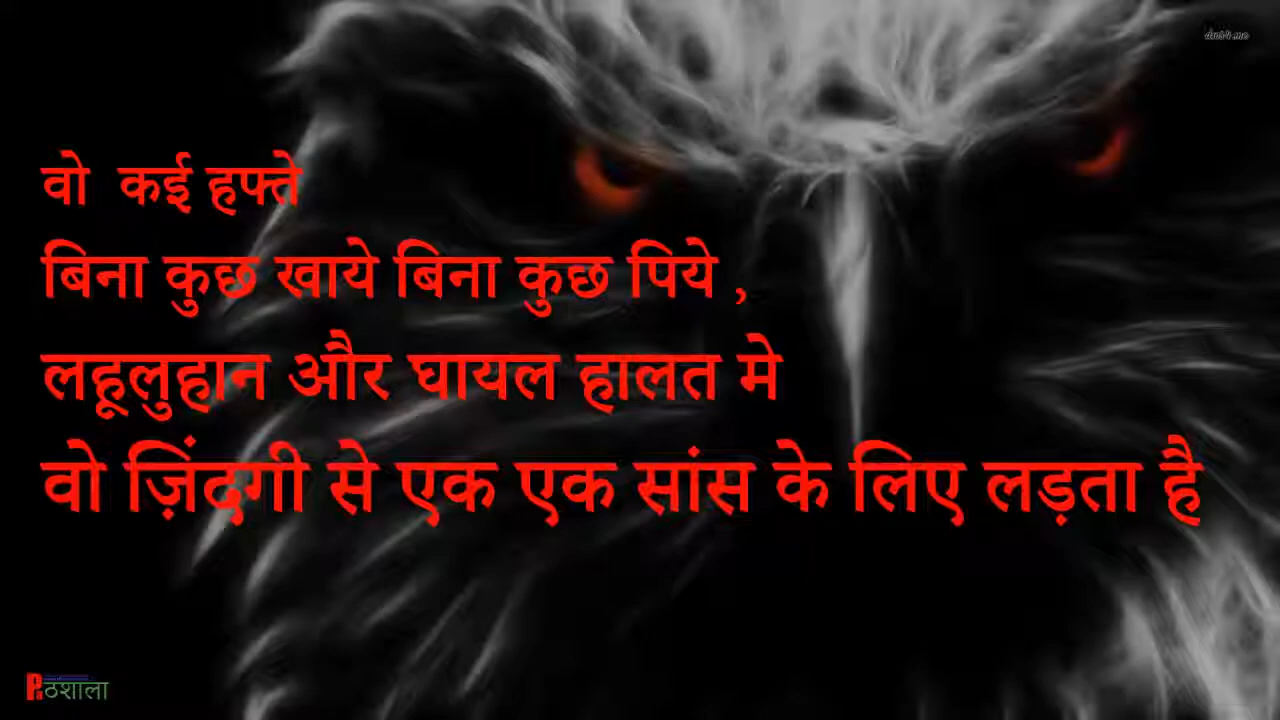 वो कई हफ्ते
बिना कुछ खाये बिना कुछ पिये ,
लहूलुहान और घायल हालत मे
वो ज़िंदगी से एक एक सांस के लिए लड़ता है
ठशाला